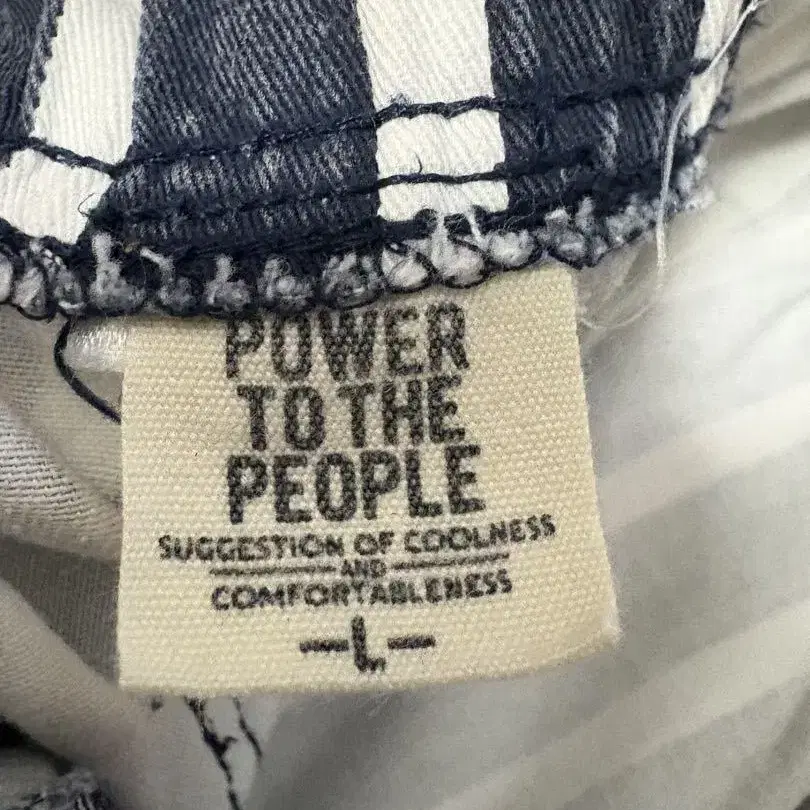 POWER
TO THE
PEOPLE
SUGGESTION OF COOLNESS
AND
COMFORTABLENESS
-L-